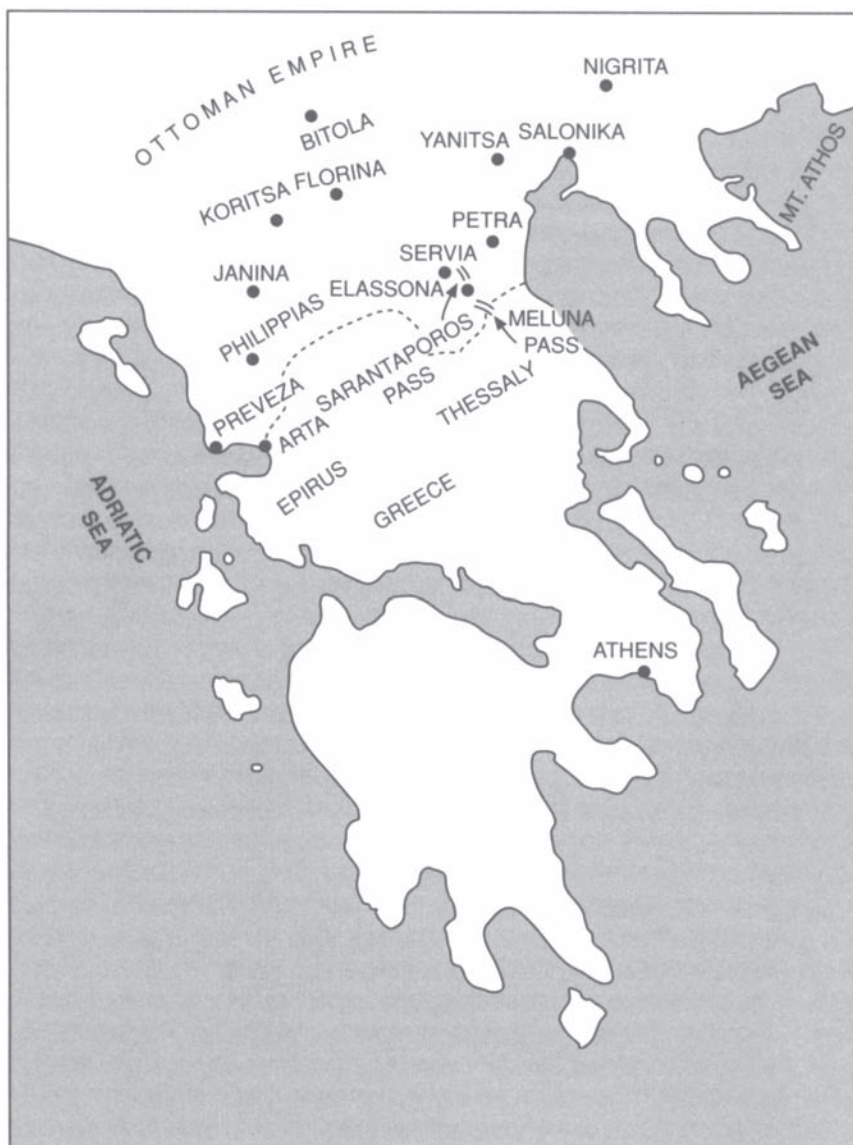 OTTOMAN EMPIRE
NIGRITA
BITOLA
YANITSA
SALONIKA
MT. ATHOS
KORITSA
FLORINA
PETRA
SERVIA
JANINA
ELASSONA
PHILIPPIAS
SARANTAPOROS
PASS
MELUNA
PASS
THESSALY
AEGEAN
SEA
PREVEZA
ARTA
EPIRUS
GREECE
ADRIATIC
SEA
ATHENS